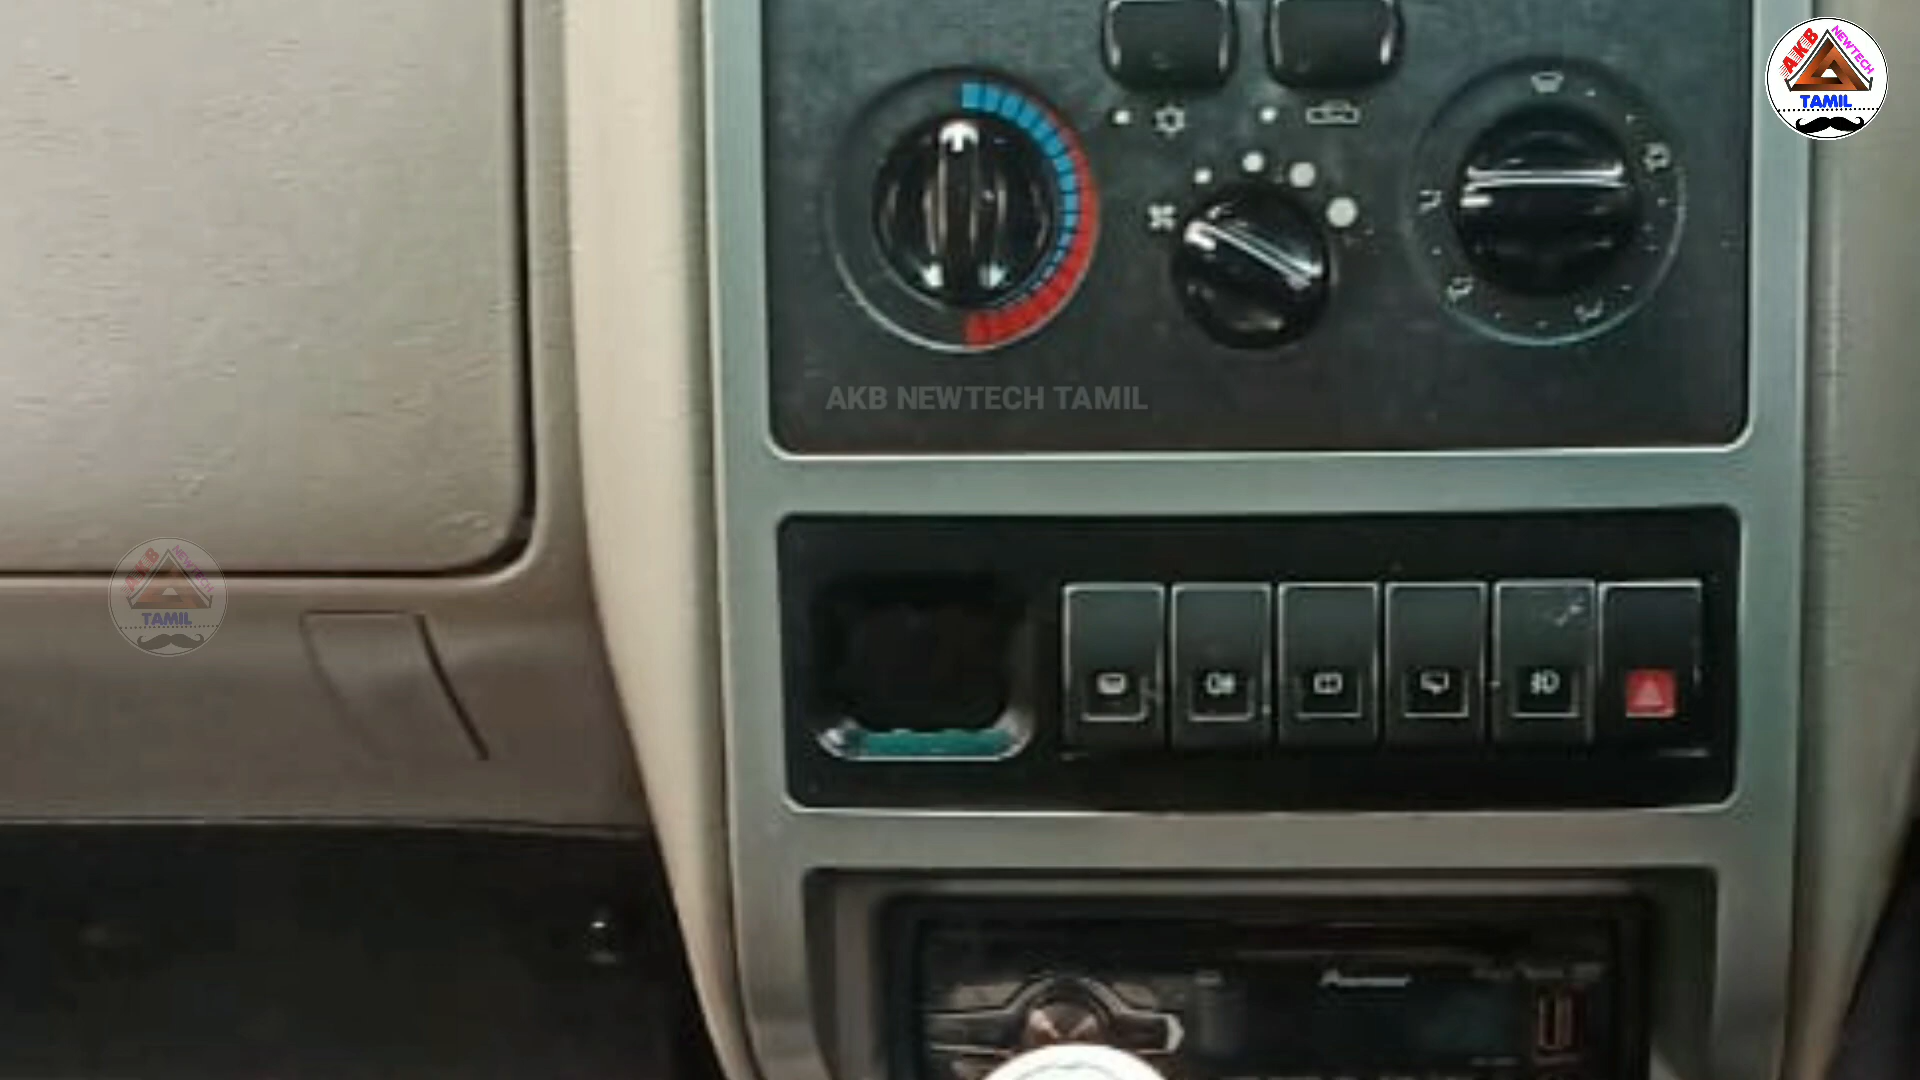 AKB
NEWTECH
TAMIL
AKB NEWTECH TAMIL
AKB
NEWTECH
TAMIL
Pioneer